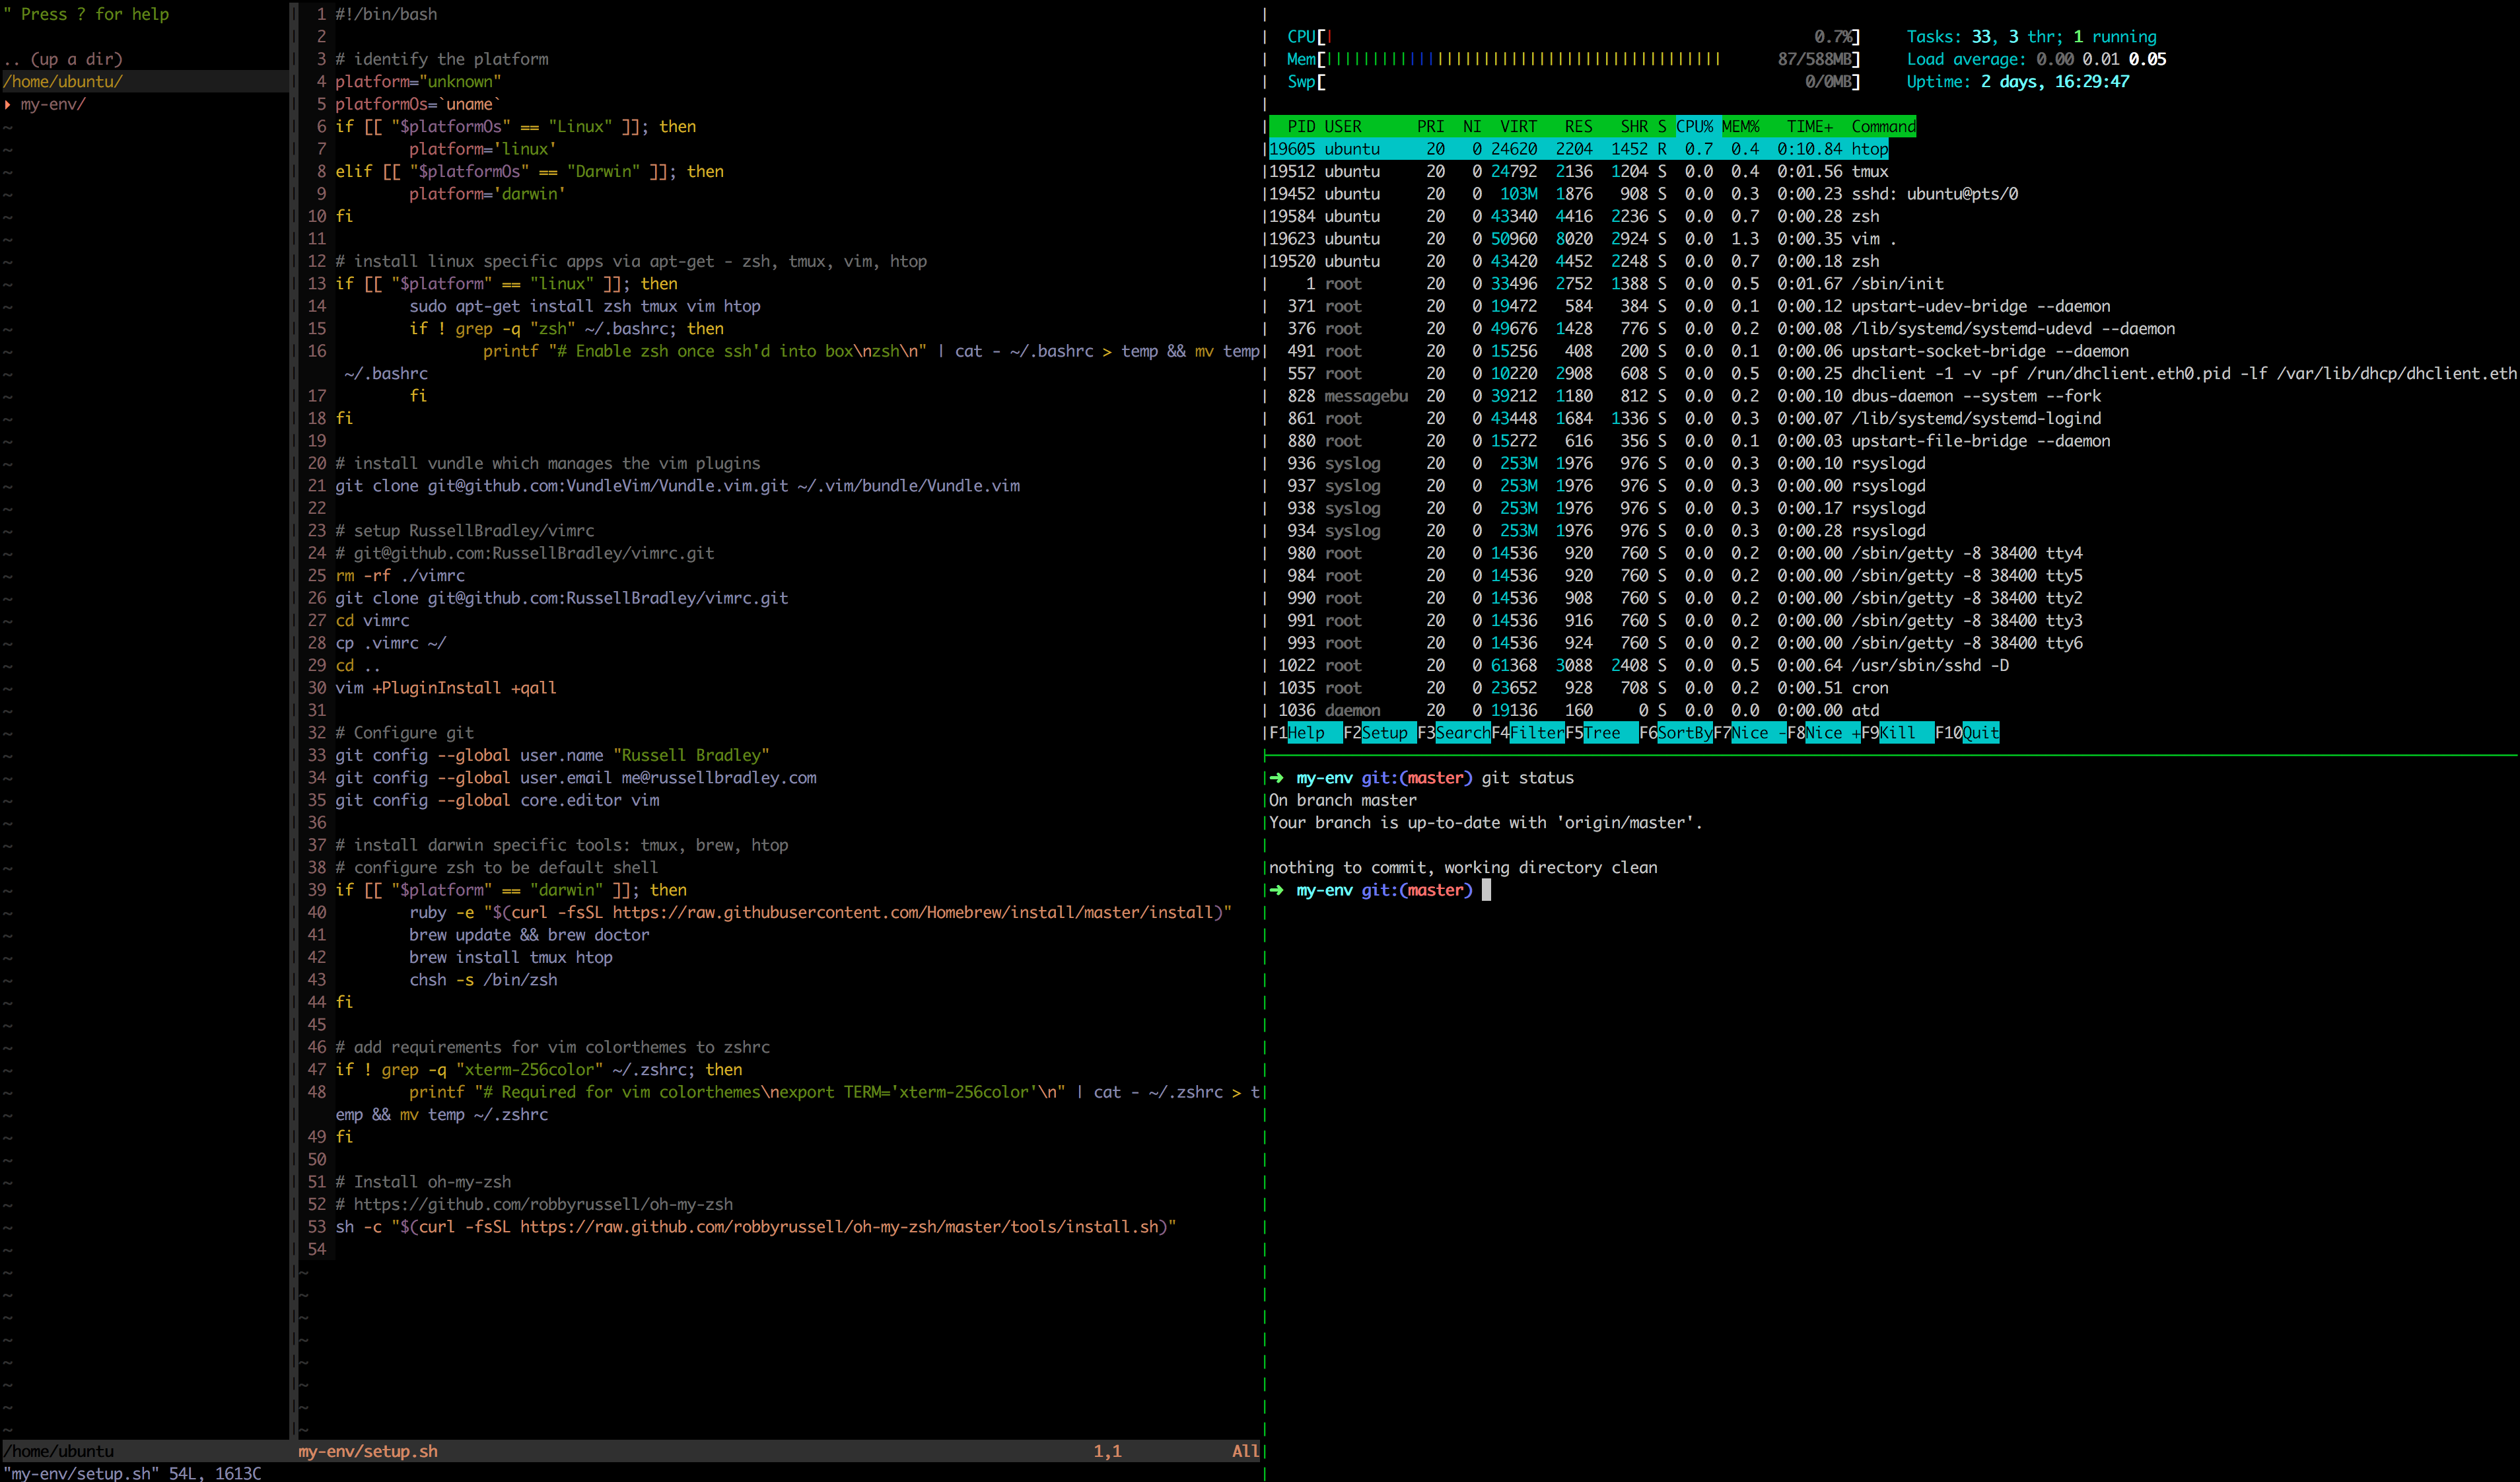 " Press ? for help
.. (up a dir)
/home/ubuntu/
▸ my-env/
/home/ubuntu
1 #!/bin/bash
2
3 # identify the platform
4 platform="unknown"
5 platformOs=`uname`
6 if [[ "$platformOs" == "Linux" ]]; then
7         platform='linux'
8 elif [[ "$platformOs" == "Darwin" ]]; then
9         platform='darwin'
10 fi
11
12 # install linux specific apps via apt-get - zsh, tmux, vim, htop
13 if [[ "$platform" == "linux" ]]; then
14         sudo apt-get install zsh tmux vim htop
15         if ! grep -q "zsh" ~/.bashrc; then
16                 printf "# Enable zsh once ssh'd into box\nzsh\n" | cat - ~/.bashrc > temp && mv temp
 ~/.bashrc
17         fi
18 fi
19
20 # install vundle which manages the vim plugins
21 git clone git@github.com:VundleVim/Vundle.vim.git ~/.vim/bundle/Vundle.vim
22
23 # setup RussellBradley/vimrc
24 # git@github.com:RussellBradley/vimrc.git
25 rm -rf ./vimrc
26 git clone git@github.com:RussellBradley/vimrc.git
27 cd vimrc
28 cp .vimrc ~/
29 cd ..
30 vim +PluginInstall +qall
31
32 # Configure git
33 git config --global user.name "Russell Bradley"
34 git config --global user.email me@russellbradley.com
35 git config --global core.editor vim
36
37 # install darwin specific tools: tmux, brew, htop
38 # configure zsh to be default shell
39 if [[ "$platform" == "darwin" ]]; then
40         ruby -e "$(curl -fsSL https://raw.githubusercontent.com/Homebrew/install/master/install)"
41         brew update && brew doctor
42         brew install tmux htop
43         chsh -s /bin/zsh
44 fi
45
46 # add requirements for vim colorthemes to zshrc
47 if ! grep -q "xterm-256color" ~/.zshrc; then
48         printf "# Required for vim colorthemes\nexport TERM='xterm-256color'\n" | cat - ~/.zshrc > t
emp && mv temp ~/.zshrc
49 fi
50
51 # Install oh-my-zsh
52 # https://github.com/robbyrussell/oh-my-zsh
53 sh -c "$(curl -fsSL https://raw.github.com/robbyrussell/oh-my-zsh/master/tools/install.sh)"
54
my-env/setup.sh 1,1 All
"my-env/setup.sh" 54L, 1613C
CPU[| 0.7%] Tasks: 33, 3 thr; 1 running
Mem[||||||||||||||||||||||||||||||||||||||||||| 87/588MB] Load average: 0.00 0.01 0.05
Swp[ 0/0MB] Uptime: 2 days, 16:29:47
PID USER PRI NI VIRT RES SHR S CPU% MEM% TIME+ Command
19605 ubuntu 20 0 24620 2204 1452 R 0.7 0.4 0:10.84 htop
19512 ubuntu 20 0 24792 2136 1204 S 0.0 0.4 0:01.56 tmux
19452 ubuntu 20 0 103M 1876 908 S 0.0 0.3 0:00.23 sshd: ubuntu@pts/0
19584 ubuntu 20 0 43340 4416 2236 S 0.0 0.7 0:00.28 zsh
19623 ubuntu 20 0 50960 8020 2924 S 0.0 1.3 0:00.35 vim .
19520 ubuntu 20 0 43420 4452 2248 S 0.0 0.7 0:00.18 zsh
1 root 20 0 33496 2752 1388 S 0.0 0.5 0:01.67 /sbin/init
371 root 20 0 19472 584 384 S 0.0 0.1 0:00.12 upstart-udev-bridge --daemon
376 root 20 0 49676 1428 776 S 0.0 0.2 0:00.08 /lib/systemd/systemd-udevd --daemon
491 root 20 0 15256 408 200 S 0.0 0.1 0:00.06 upstart-socket-bridge --daemon
557 root 20 0 10220 2908 608 S 0.0 0.5 0:00.25 dhclient -1 -v -pf /run/dhclient.eth0.pid -lf /var/lib/dhcp/dhclient.eth
828 messagebu 20 0 39212 1180 812 S 0.0 0.2 0:00.10 dbus-daemon --system --fork
861 root 20 0 43448 1684 1336 S 0.0 0.3 0:00.07 /lib/systemd/systemd-logind
880 root 20 0 15272 616 356 S 0.0 0.1 0:00.03 upstart-file-bridge --daemon
936 syslog 20 0 253M 1976 976 S 0.0 0.3 0:00.10 rsyslogd
937 syslog 20 0 253M 1976 976 S 0.0 0.3 0:00.00 rsyslogd
938 syslog 20 0 253M 1976 976 S 0.0 0.3 0:00.17 rsyslogd
934 syslog 20 0 253M 1976 976 S 0.0 0.3 0:00.28 rsyslogd
980 root 20 0 14536 920 760 S 0.0 0.2 0:00.00 /sbin/getty -8 38400 tty4
984 root 20 0 14536 920 760 S 0.0 0.2 0:00.00 /sbin/getty -8 38400 tty5
990 root 20 0 14536 908 760 S 0.0 0.2 0:00.00 /sbin/getty -8 38400 tty2
991 root 20 0 14536 916 760 S 0.0 0.2 0:00.00 /sbin/getty -8 38400 tty3
993 root 20 0 14536 924 760 S 0.0 0.2 0:00.00 /sbin/getty -8 38400 tty6
1022 root 20 0 61368 3088 2408 S 0.0 0.5 0:00.64 /usr/sbin/sshd -D
1035 root 20 0 23652 928 708 S 0.0 0.2 0:00.51 cron
1036 daemon 20 0 19136 160 0 S 0.0 0.0 0:00.00 atd
F1Help F2Setup F3SearchF4FilterF5Tree F6SortByF7Nice -F8Nice +F9Kill F10Quit
➜ my-env git:(master) git status
On branch master
Your branch is up-to-date with 'origin/master'.
nothing to commit, working directory clean
➜ my-env git:(master)